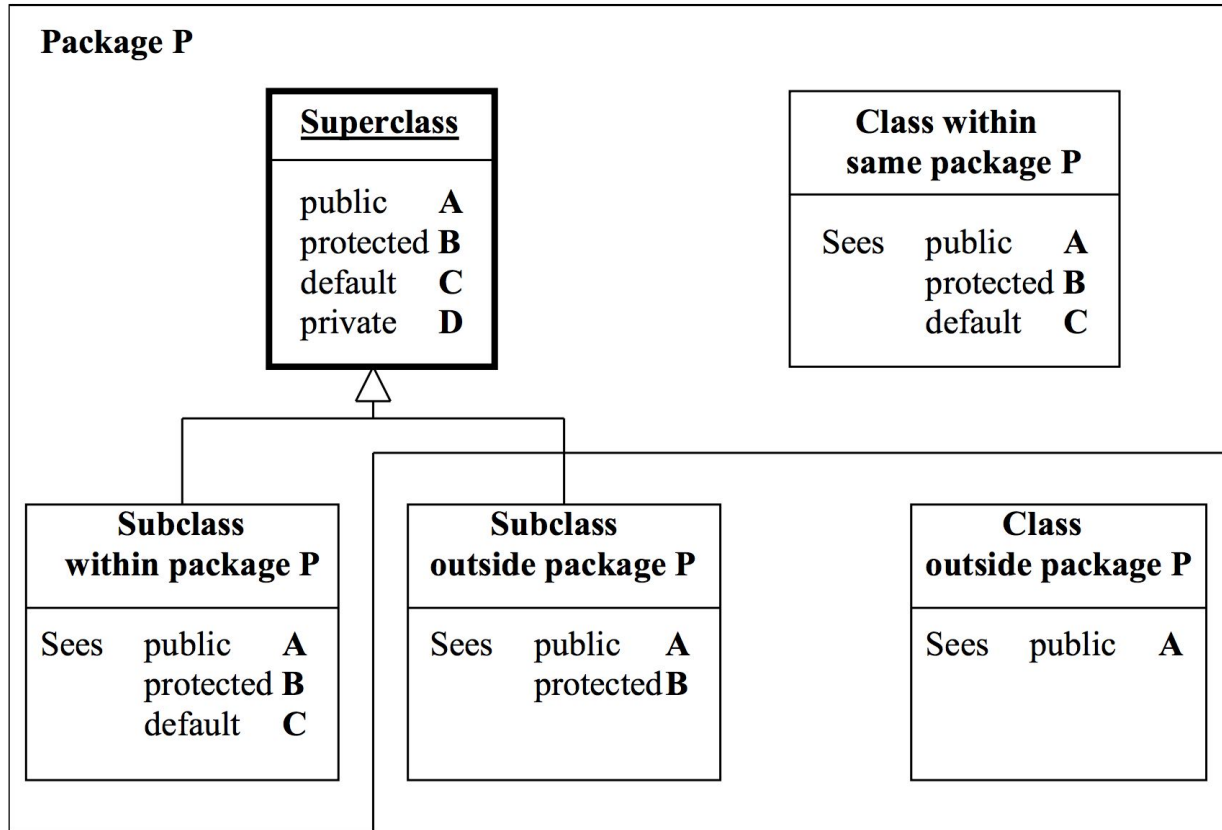 Package P
Superclass
public A
protected B
default C
private D
Class within
same package P
Sees public A
protected B
default C
Subclass
within package P
Sees public A
protected B
default C
Subclass
outside package P
Sees public A
protected B
Class
outside package P
Sees public A